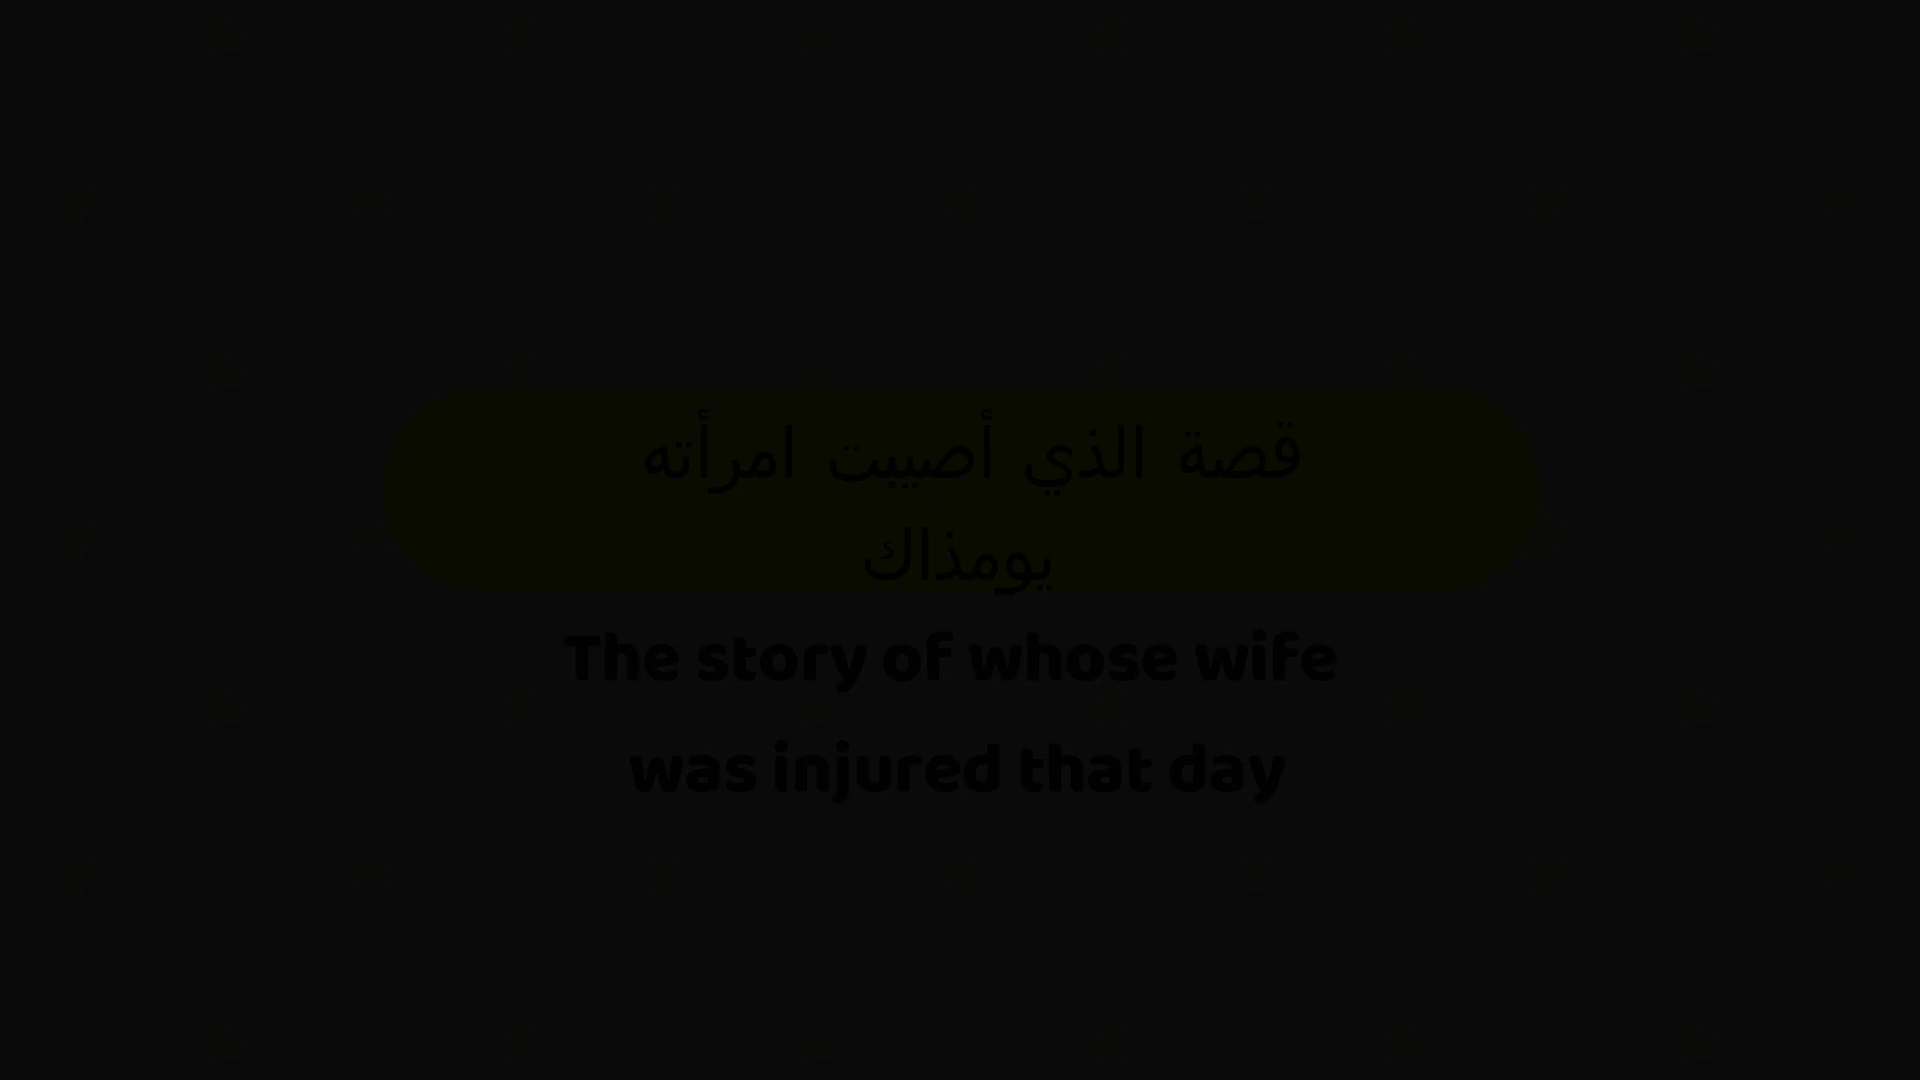 قصة الذي أصيبت امرأته
يومذاك
The story of whose wife
was injured that day